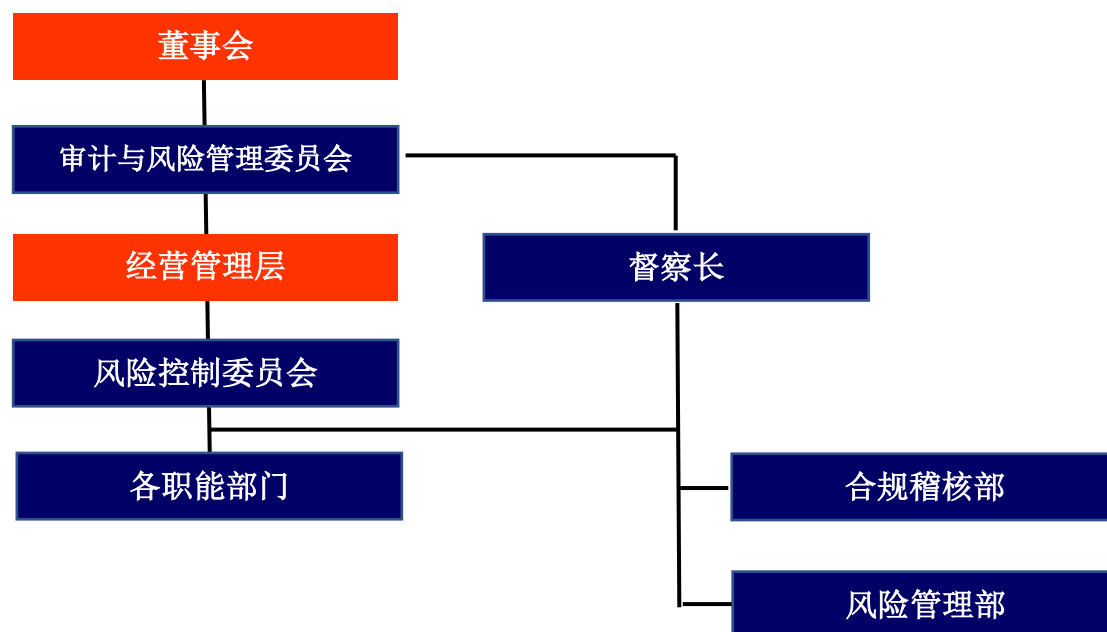 董事会
审计与风险管理委员会
经营管理层
督察长
风险控制委员会
各职能部门
合规稽核部
风险管理部